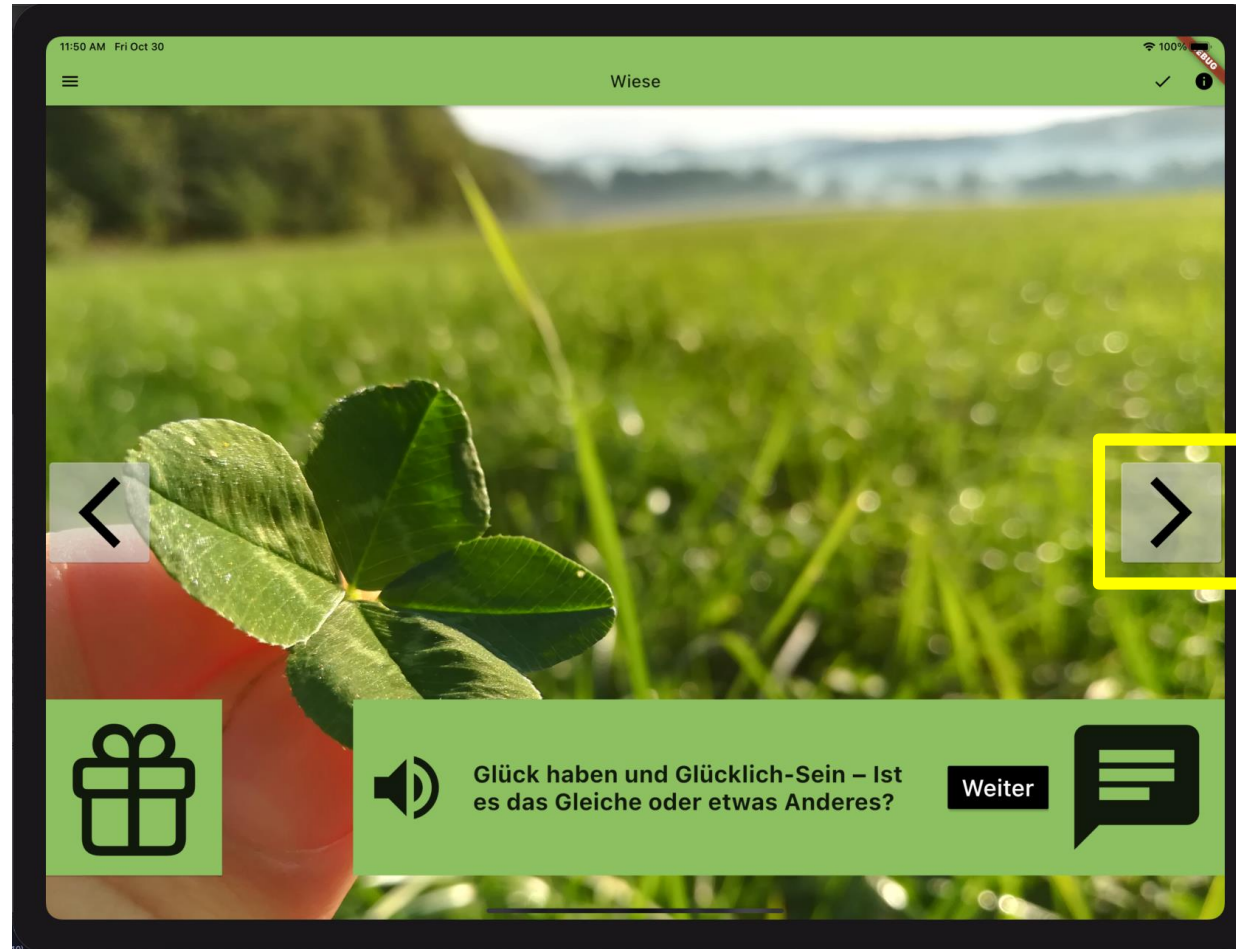 11:50 AM Fri Oct 30
100%
Wiese
Glück haben und Glücklich-Sein – Ist
es das Gleiche oder etwas Anderes?
Weiter